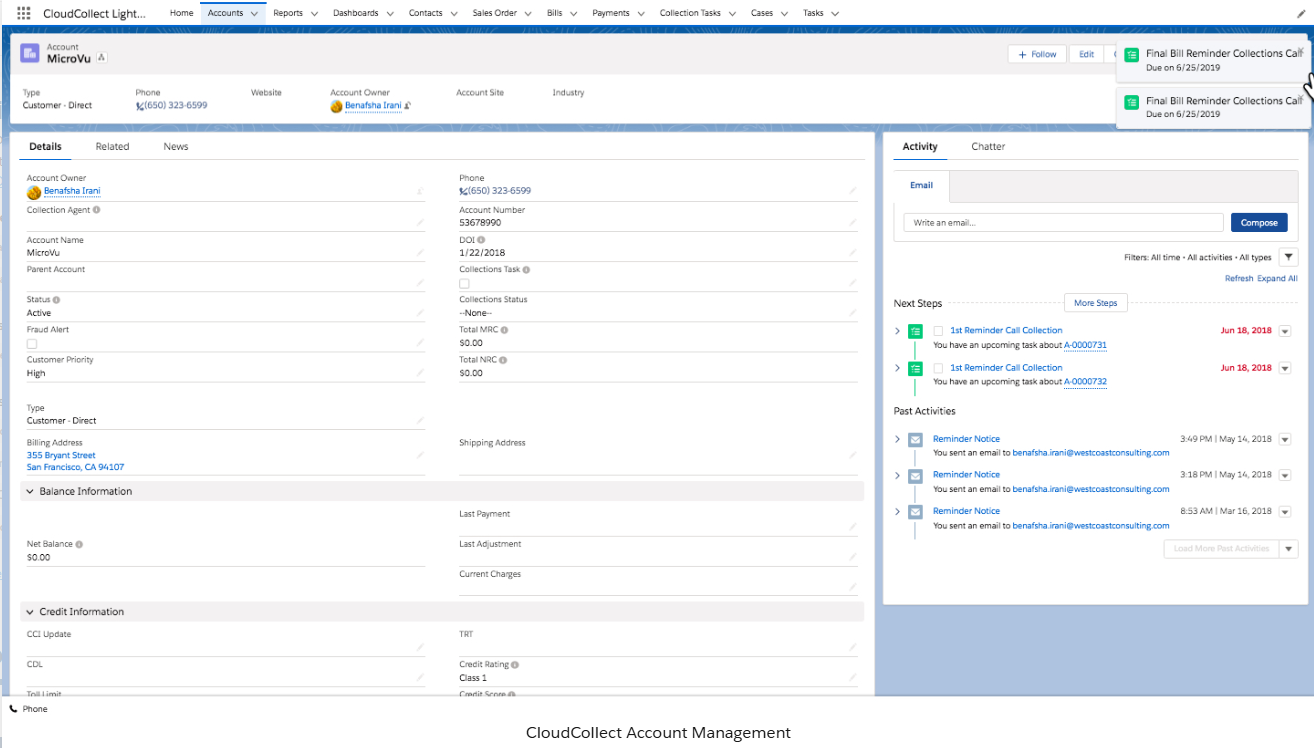 CloudCollect Light... Home Accounts Reports Dashboards Contacts Sales Order Bills Payments Collection Tasks Cases Tasks
Account
MicroVu
+ Follow Edit
Final Bill Reminder Collections Call
Due on 6/25/2019
Final Bill Reminder Collections Call
Due on 6/25/2019
Type Phone Website Account Owner Account Site Industry
Customer - Direct (650) 323-6599 Benafsha Irani
Details Related News
Account Owner Phone
Benafsha Irani (650) 323-6599
Collection Agent Account Number
53678990
Account Name DOI
MicroVu 1/22/2018
Parent Account Collections Task
Status Collections Status
Active --None--
Fraud Alert Total MRC
$0.00
Customer Priority Total NRC
High $0.00
Type
Customer - Direct
Billing Address Shipping Address
355 Bryant Street
San Francisco, CA 94107
Balance Information
Last Payment
Net Balance Last Adjustment
$0.00
Current Charges
Credit Information
CCI Update TRT
CDL Credit Rating
Class 1
Toll Limit Credit Score
Activity Chatter
Email
Write an email... Compose
Filters: All time • All activities • All types
Refresh Expand All
Next Steps More Steps
1st Reminder Call Collection Jun 18, 2018
You have an upcoming task about A-0000731
1st Reminder Call Collection Jun 18, 2018
You have an upcoming task about A-0000732
Past Activities
Reminder Notice 3:49 PM | May 14, 2018
You sent an email to benafsha.irani@westcoastconsulting.com
Reminder Notice 3:18 PM | May 14, 2018
You sent an email to benafsha.irani@westcoastconsulting.com
Reminder Notice 8:53 AM | Mar 16, 2018
You sent an email to benafsha.irani@westcoastconsulting.com
Load More Past Activities
Phone
CloudCollect Account Management